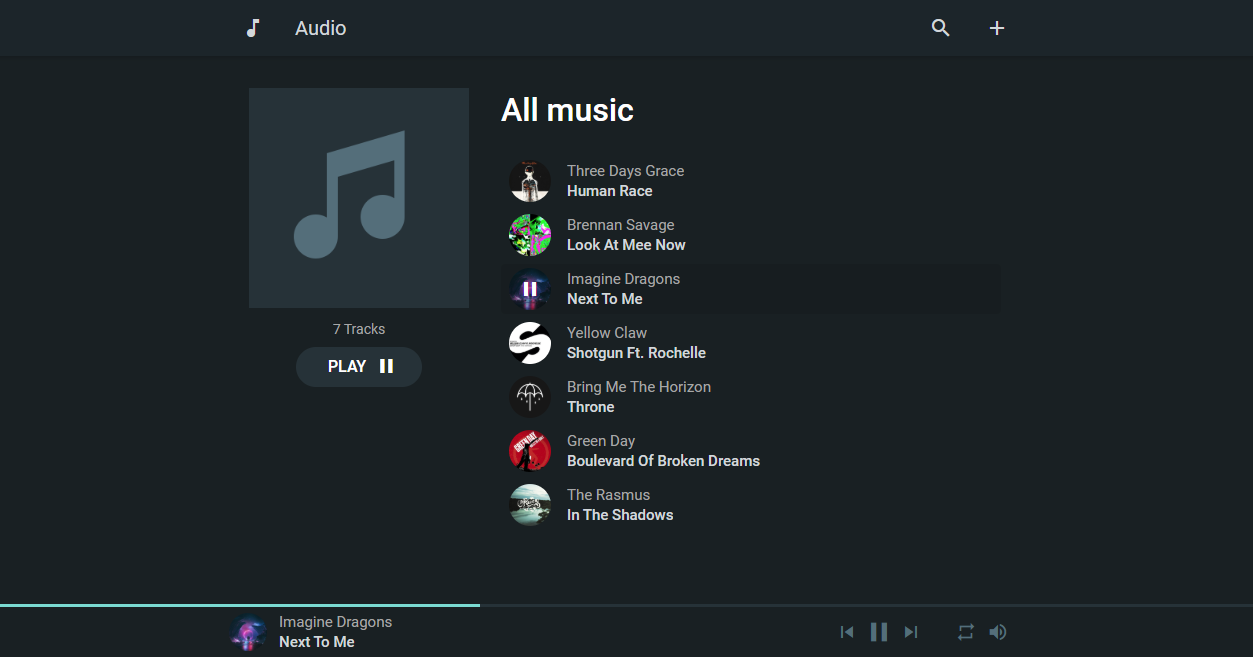 Audio
All music
Three Days Grace
Human Race
Brennan Savage
Look At Mee Now
Imagine Dragons
Next To Me
Yellow Claw
Shotgun Ft. Rochelle
Bring Me The Horizon
Throne
Green Day
Boulevard Of Broken Dreams
The Rasmus
In The Shadows
7 Tracks
PLAY
Imagine Dragons
Next To Me